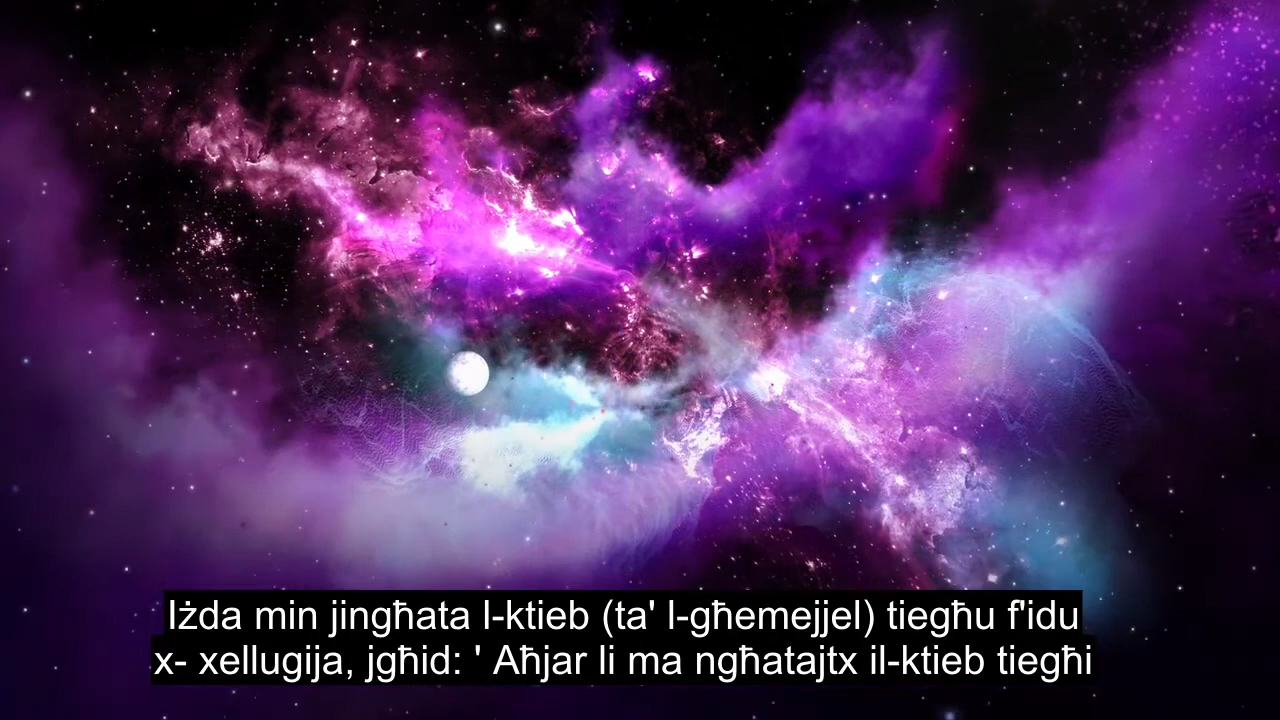 Iżda min jingħata l-ktieb (ta' l-għemejjel) tiegħu f'idu
x- xellugija, jgħid: ' Aħjar li ma ngħatajtx il-ktieb tiegħi